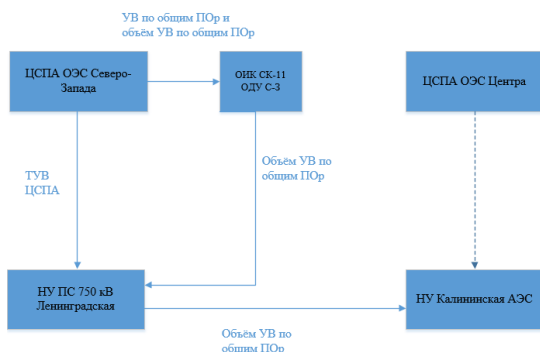 УВ по общим ПОр и
объём УВ по общим ПОр
ЦСПА ОЭС Северо-
Запада
ОИК СК-11
ОДУ С-З
ЦСПА ОЭС Центра
ТУВ
ЦСПА
Объём УВ по
общим ПОр
НУ ПС 750 кВ
Ленинградская
НУ Калининская АЭС
Объём УВ по
общим ПОр